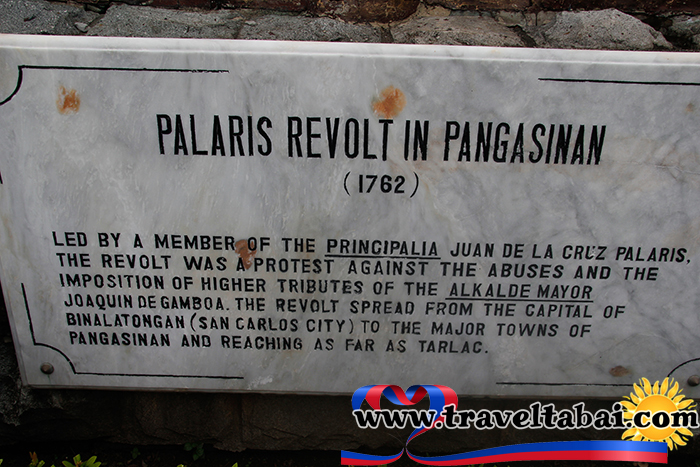 PALARIS REVOLT IN PANGASINAN
(1762)
LED BY A MEMBER OF THE PRINCIPALIA JUAN DE LA CRUZ PALARIS,
THE REVOLT WAS A PROTEST AGAINST THE ABUSES AND THE
IMPOSITION OF HIGHER TRIBUTES OF THE ALKALDE MAYOR
JOAQUIN DE GAMBOA. THE REVOLT SPREAD FROM THE CAPITAL OF
BINALATONGAN (SAN CARLOS CITY) TO THE MAJOR TOWNS OF
PANGASINAN AND REACHING AS FAR AS TARLAC.
www.traveltabai.com